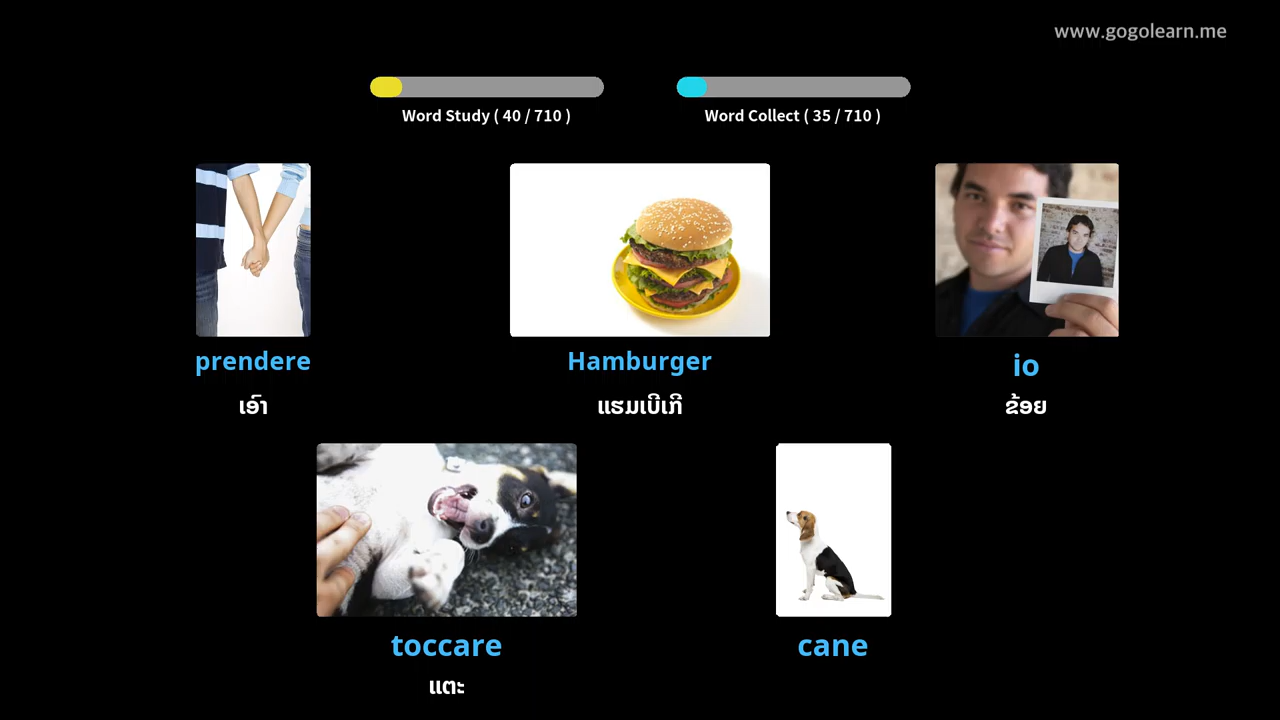 www.gogolearn.me
Word Study ( 40 / 710 )
Word Collect ( 35 / 710 )
prendere
ເອົາ
Hamburger
ແຮມເບີເກີ
io
ຂ້ອຍ
toccare
ແຕະ
cane